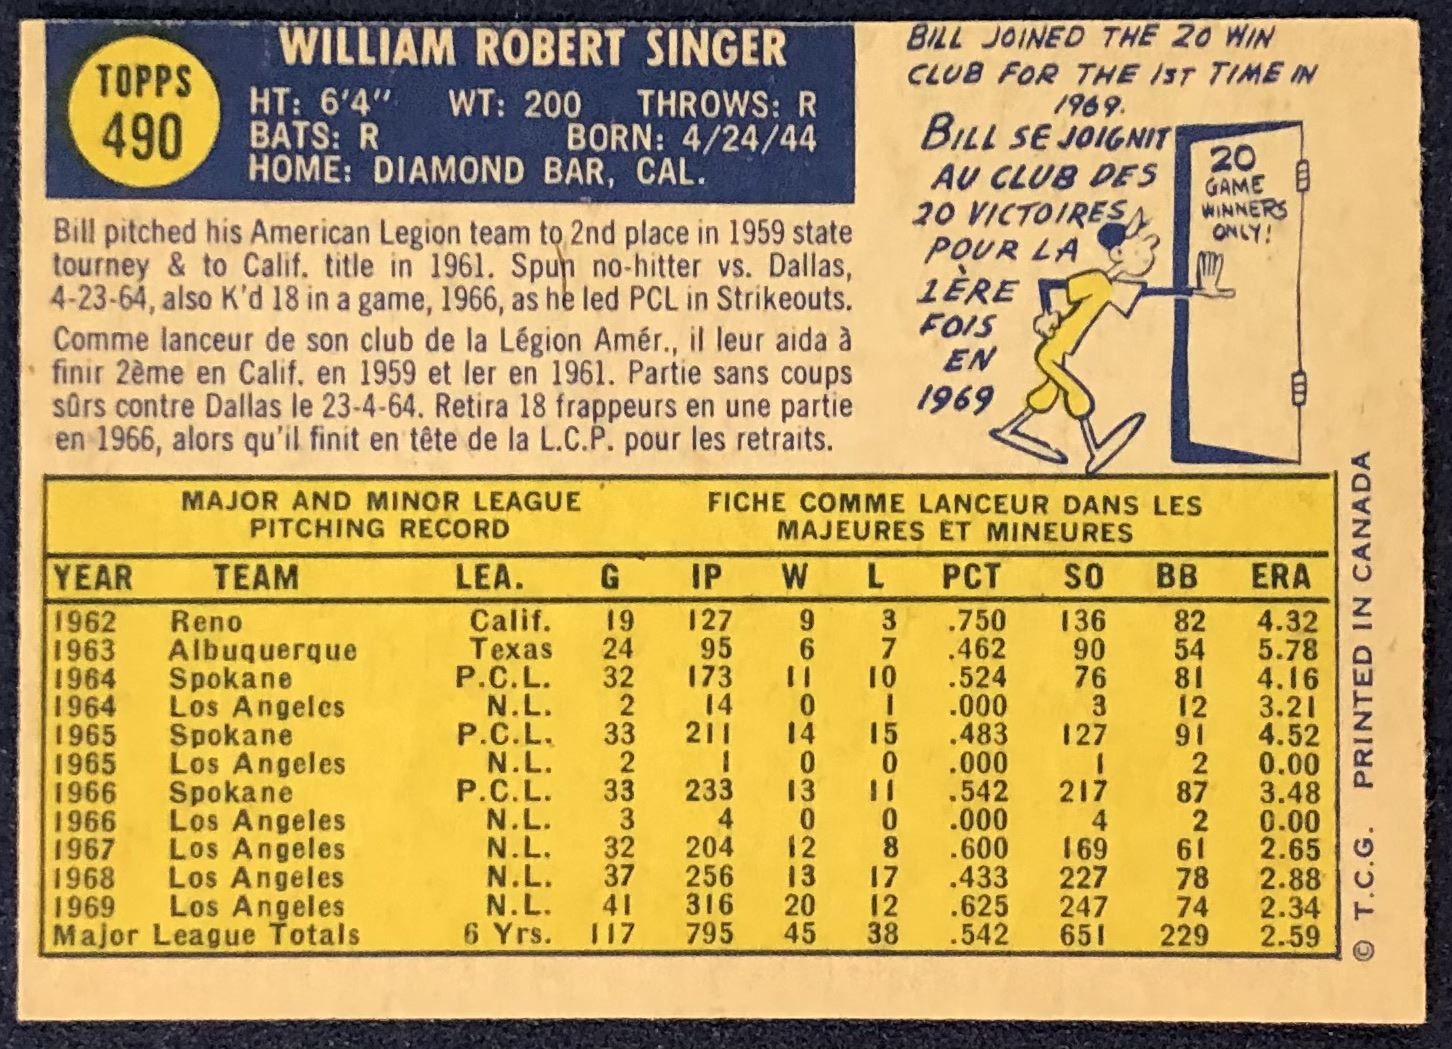 TOPPS
490
WILLIAM ROBERT SINGER
HT: 6'4" WT: 200 THROWS: R
BATS: R BORN: 4/24/44
HOME: DIAMOND BAR, CAL.
Bill pitched his American Legion team to 2nd place in 1959 state
tourney & to Calif. title in 1961. Spun no-hitter vs. Dallas,
4-23-64, also K'd 18 in a game, 1966, as he led PCL in Strikeouts.
Comme lanceur de son club de la Légion Amér., il leur aida à
finir 2ème en Calif. en 1959 et ler en 1961. Partie sans coups
sûrs contre Dallas le 23-4-64. Retira 18 frappeurs en une partie
en 1966, alors qu'il finit en tête de la L.C.P. pour les retraits.
BILL JOINED THE 20 WIN
CLUB FOR THE 1ST TIME IN
1969.
BILL SE JOIGNIT
AU CLUB DES
20 VICTOIRES
POUR LA
1ÈRE
FOIS
EN
1969
20
GAME
WINNERS
ONLY!
MAJOR AND MINOR LEAGUE
PITCHING RECORD
FICHE COMME LANCEUR DANS LES
MAJEURES ET MINEURES
YEAR TEAM LEA. G IP W L PCT SO BB ERA
1962 Reno Calif. 19 127 9 3 .750 136 82 4.32
1963 Albuquerque Texas 24 95 6 7 .462 90 54 5.78
1964 Spokane P.C.L. 32 173 11 10 .524 76 81 4.16
1964 Los Angeles N.L. 2 14 0 1 .000 3 12 3.21
1965 Spokane P.C.L. 33 211 14 15 .483 127 91 4.52
1965 Los Angeles N.L. 2 1 0 0 .000 1 2 0.00
1966 Spokane P.C.L. 33 233 13 11 .542 217 87 3.48
1966 Los Angeles N.L. 3 4 0 0 .000 4 2 0.00
1967 Los Angeles N.L. 32 204 12 8 .600 169 61 2.65
1968 Los Angeles N.L. 37 256 13 17 .433 227 78 2.88
1969 Los Angeles N.L. 41 316 20 12 .625 247 74 2.34
Major League Totals 6 Yrs. 117 795 45 38 .542 651 229 2.59
© T.C.G. PRINTED IN CANADA